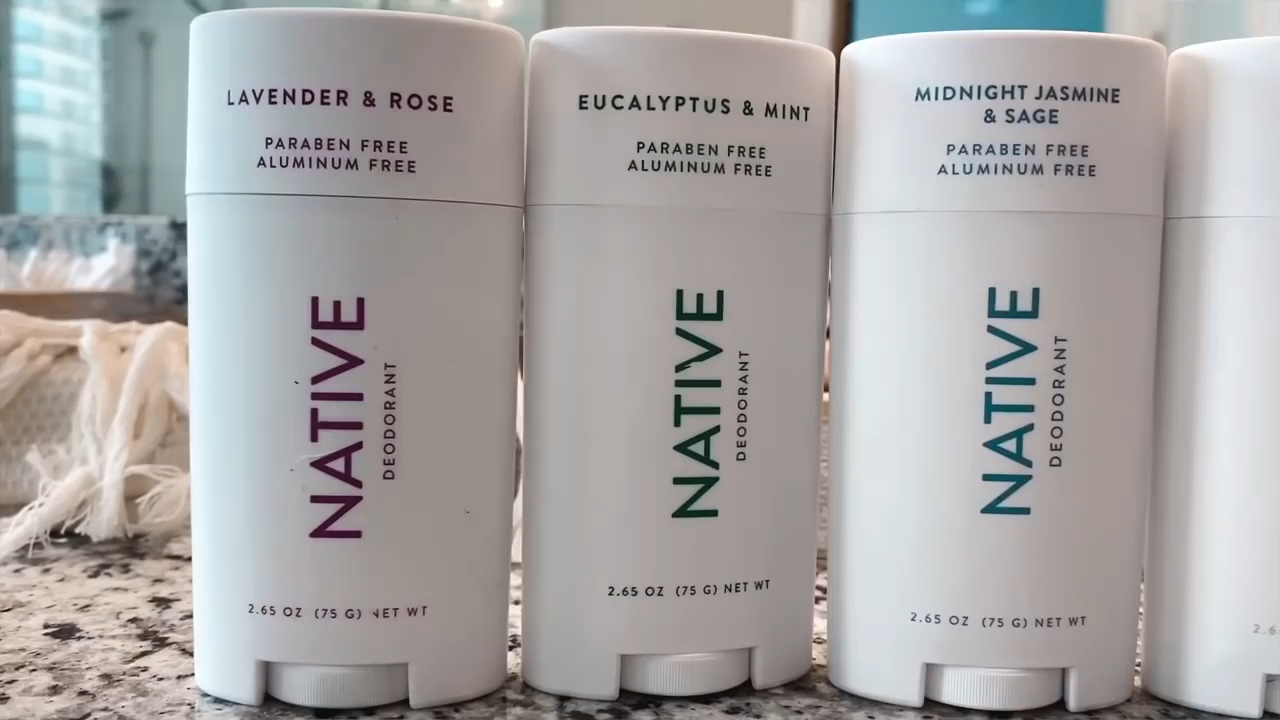 LAVENDER & ROSE
PARABEN FREE
ALUMINUM FREE
NATIVE
DEODORANT
2.65 OZ (75 G) NET WT
EUCALYPTUS & MINT
PARABEN FREE
ALUMINUM FREE
NATIVE
DEODORANT
2.65 OZ (75 G) NET WT
MIDNIGHT JASMINE
& SAGE
PARABEN FREE
ALUMINUM FREE
NATIVE
DEODORANT
2.65 OZ (75 G) NET WT